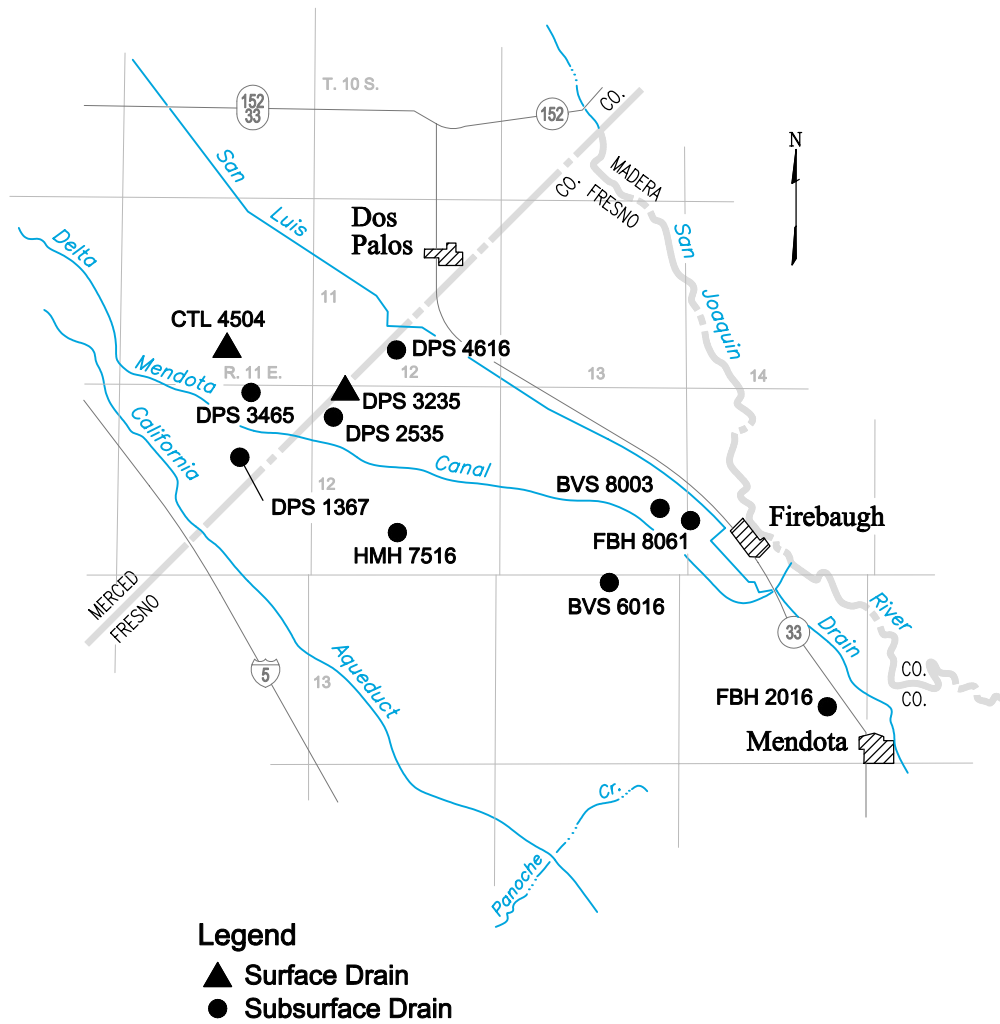 T. 10 S.
152
33
152
CO.
N
San
MADERA
CO.
FRESNO
Dos
Palos
San
Luis
Delta
Joaquin
11
CTL 4504
DPS 4616
Mendota
R. 11 E.
12
13
14
DPS 3465
DPS 3235
California
DPS 2535
Canal
12
BVS 8003
DPS 1367
Firebaugh
FBH 8061
HMH 7516
MERCED
FRESNO
BVS 6016
River
Drain
33
Aqueduct
5
13
CO.
CO.
FBH 2016
Mendota
Cr.
Panoche
Legend
Surface Drain
Subsurface Drain